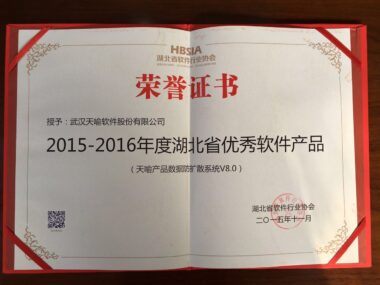 HBSIA
湖北省软件行业协会
荣誉证书
授予：武汉天喻软件股份有限公司
2015-2016年度湖北省优秀软件产品
（天喻产品数据防扩散系统V8.0）
湖北省软件行业协会
二〇一五年十一月